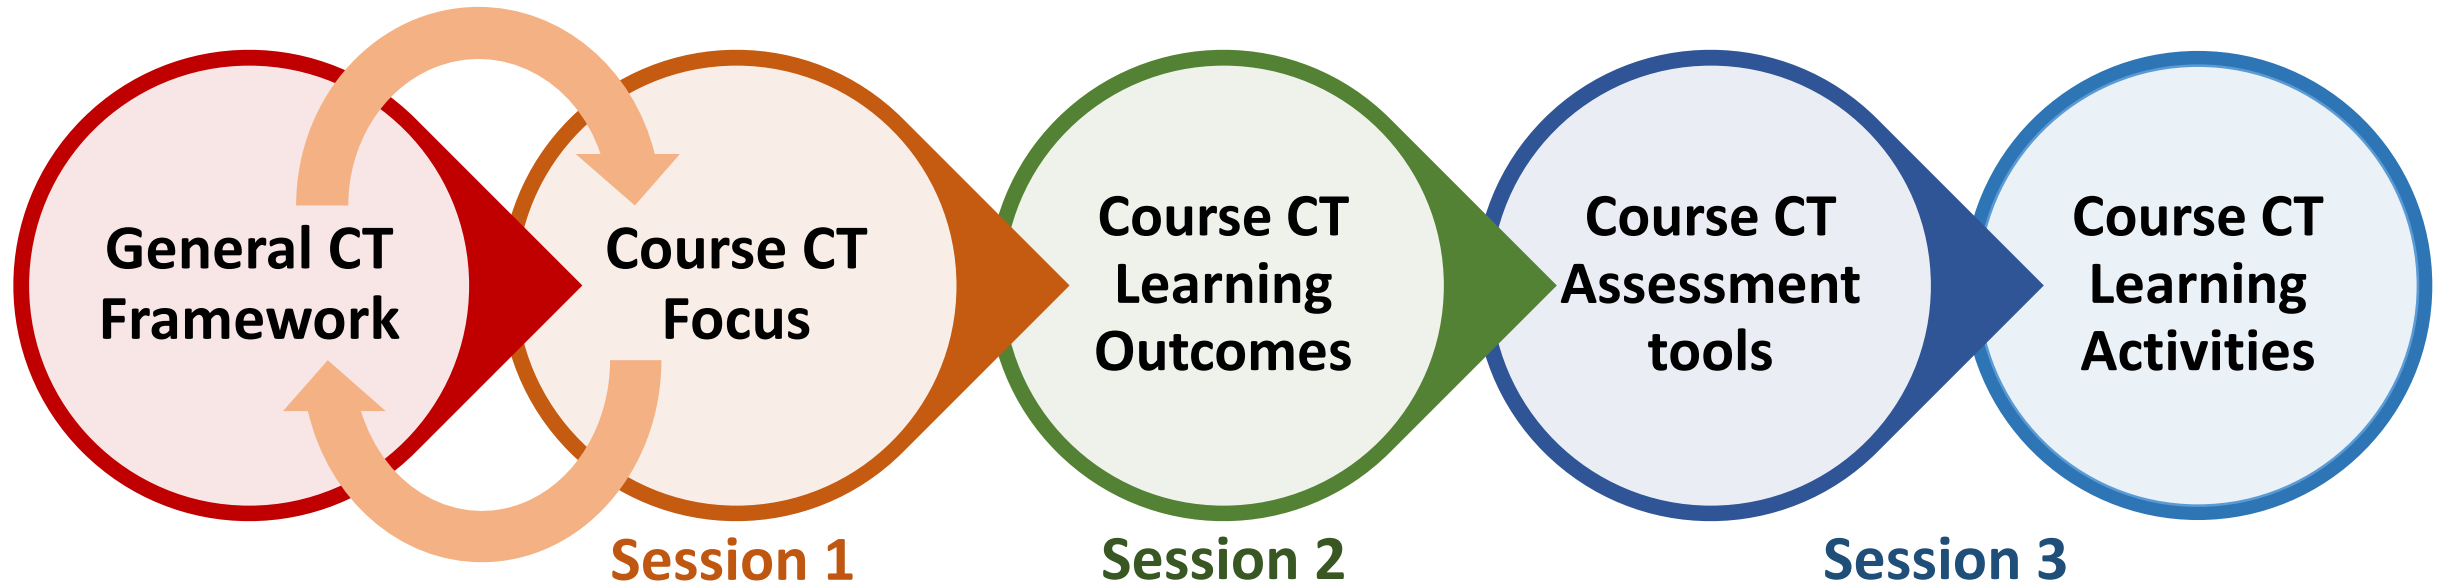 General CT
Framework
Course CT
Focus
Course CT
Learning
Outcomes
Course CT
Assessment
tools
Course CT
Learning
Activities
Session 1
Session 2
Session 3